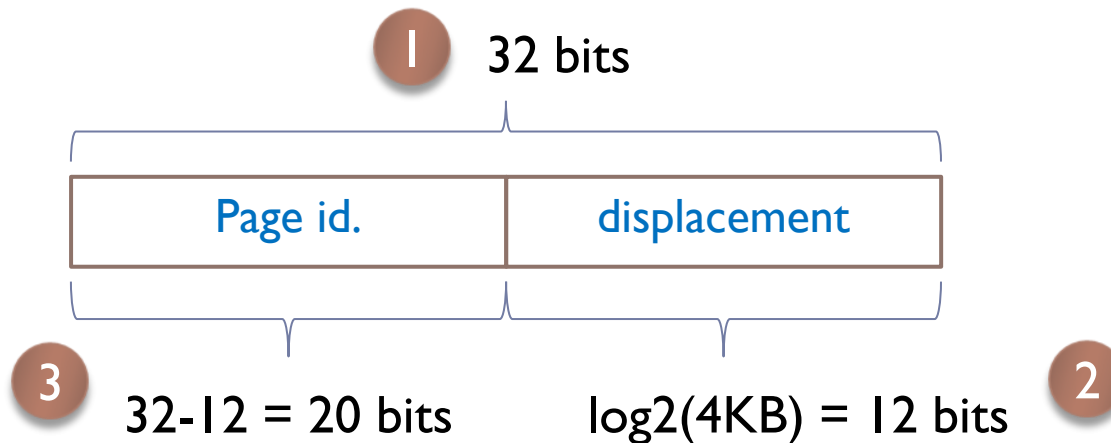 1 32 bits
Page id. displacement
3 32-12 = 20 bits log2(4KB) = 12 bits 2